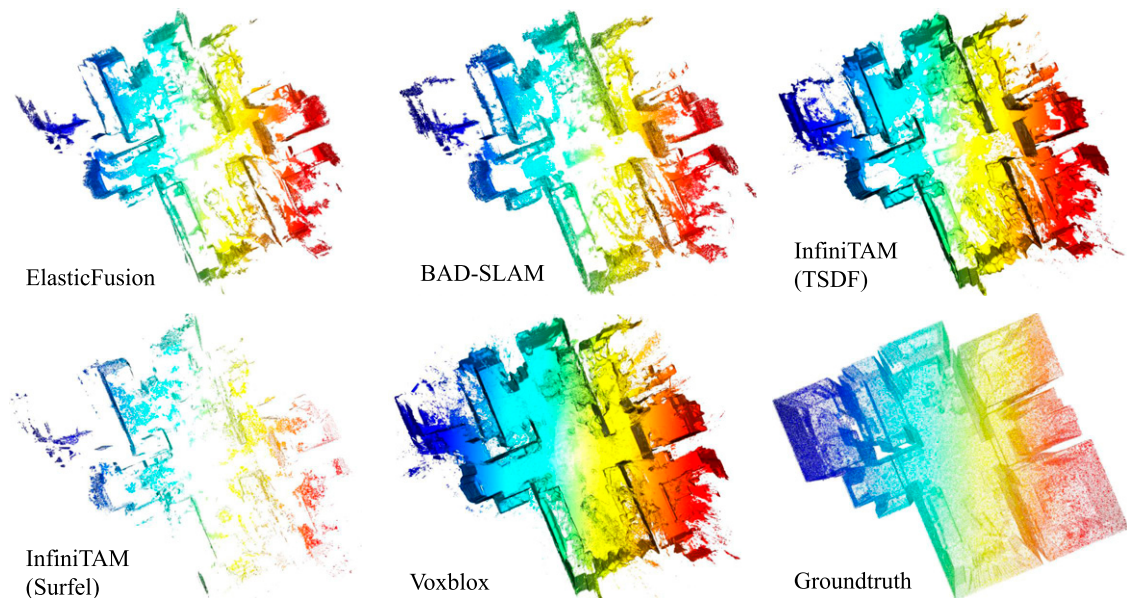 ElasticFusion
BAD-SLAM
InfiniTAM
(TSDF)
InfiniTAM
(Surfel)
Voxblox
Groundtruth